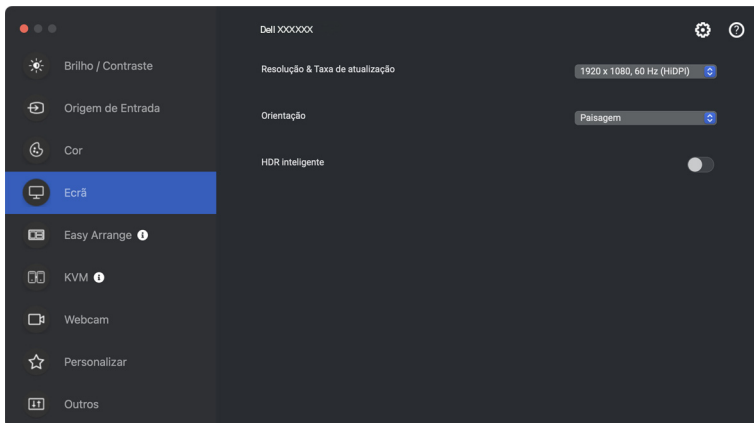 Dell XXXXXX
Brilho / Contraste
Origem de Entrada
Cor
Ecrã
Easy Arrange
KVM
Webcam
Personalizar
Outros
Resolução & Taxa de atualização
1920 x 1080, 60 Hz (HiDPI)
Orientação
Paisagem
HDR inteligente